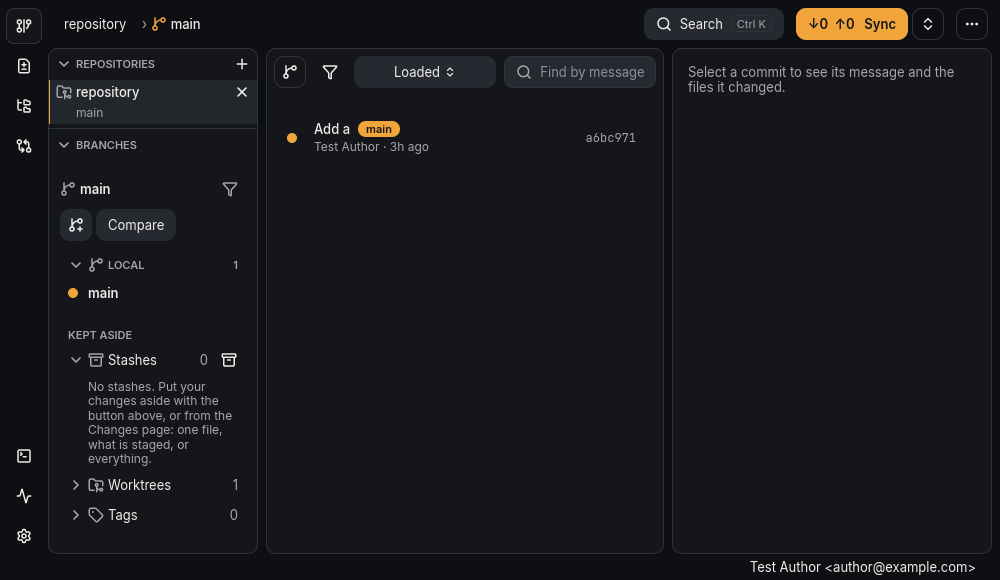 repository › main
Search Ctrl K
↓0 ↑0 Sync
REPOSITORIES
repository
main
BRANCHES
main
Compare
LOCAL 1
main
KEPT ASIDE
Stashes 0
No stashes. Put your
changes aside with the
button above, or from the
Changes page: one file,
what is staged, or
everything.
Worktrees 1
Tags 0
Loaded
Find by message
Add a main
Test Author · 3h ago
a6bc971
Select a commit to see its message and the
files it changed.
Test Author <author@example.com>